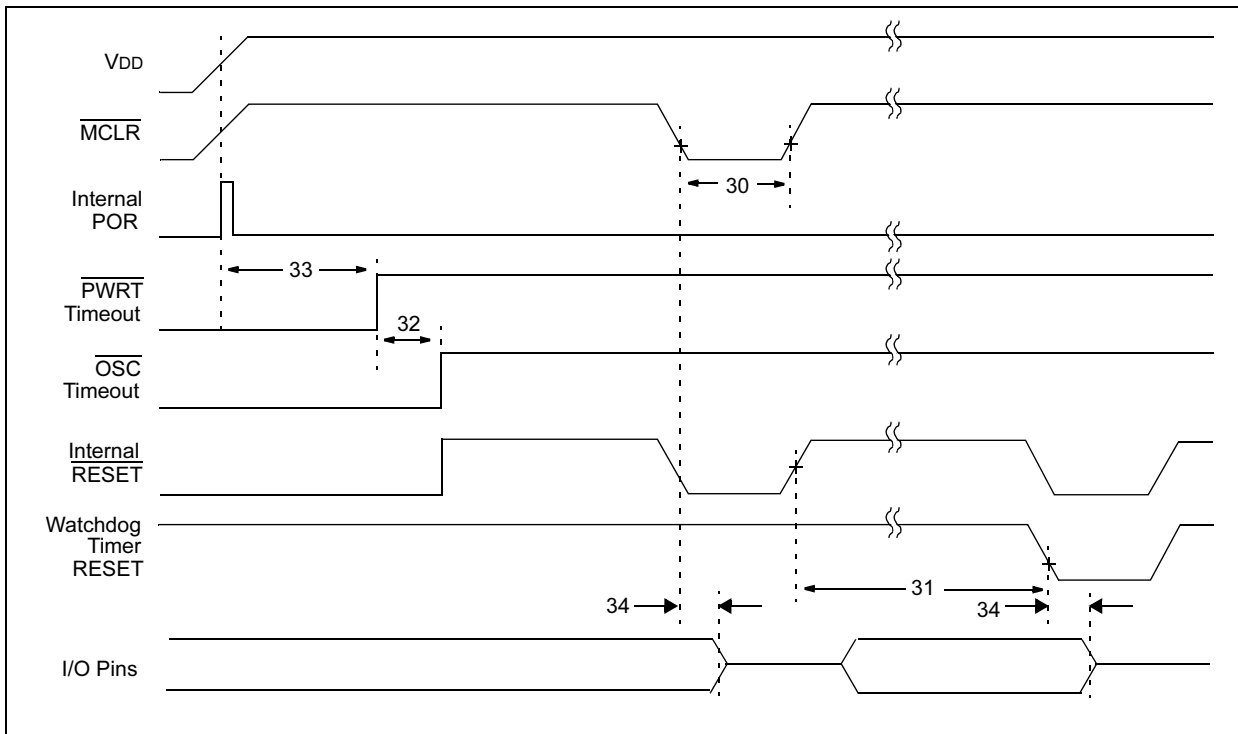 VDD
MCLR
30
Internal
POR
33
PWRT
Timeout
32
OSC
Timeout
Internal
RESET
Watchdog
Timer
RESET
31
34
34
I/O Pins